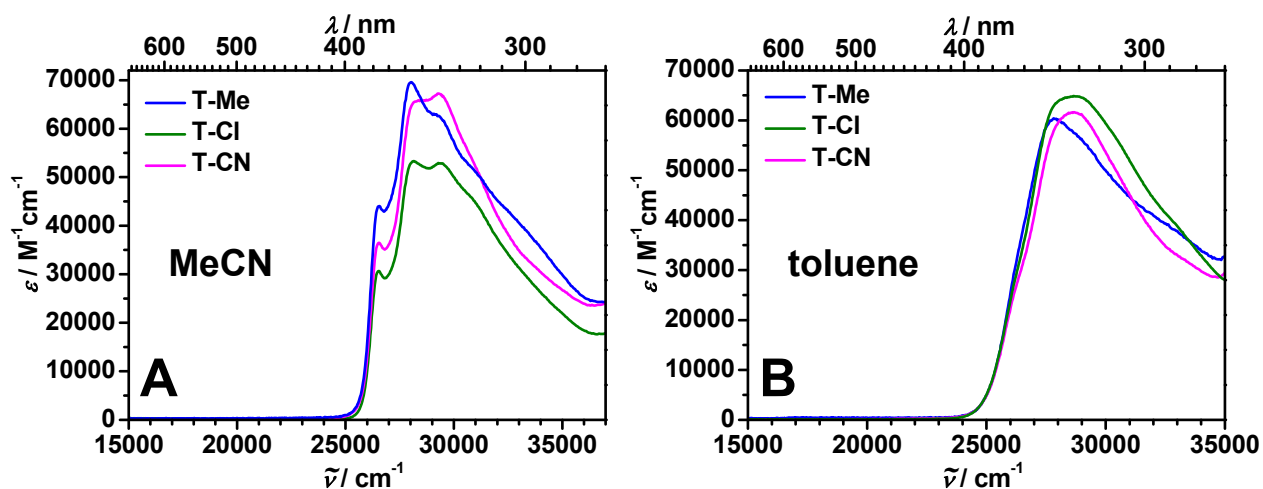 λ / nm
600 500 400 300
70000
60000
50000
40000
30000
20000
10000
0
ε / M⁻¹cm⁻¹
T-Me
T-Cl
T-CN
MeCN
A
15000 20000 25000 30000 35000
ν̃ / cm⁻¹
λ / nm
600 500 400 300
70000
60000
50000
40000
30000
20000
10000
0
ε / M⁻¹cm⁻¹
T-Me
T-Cl
T-CN
toluene
B
15000 20000 25000 30000 35000
ν̃ / cm⁻¹